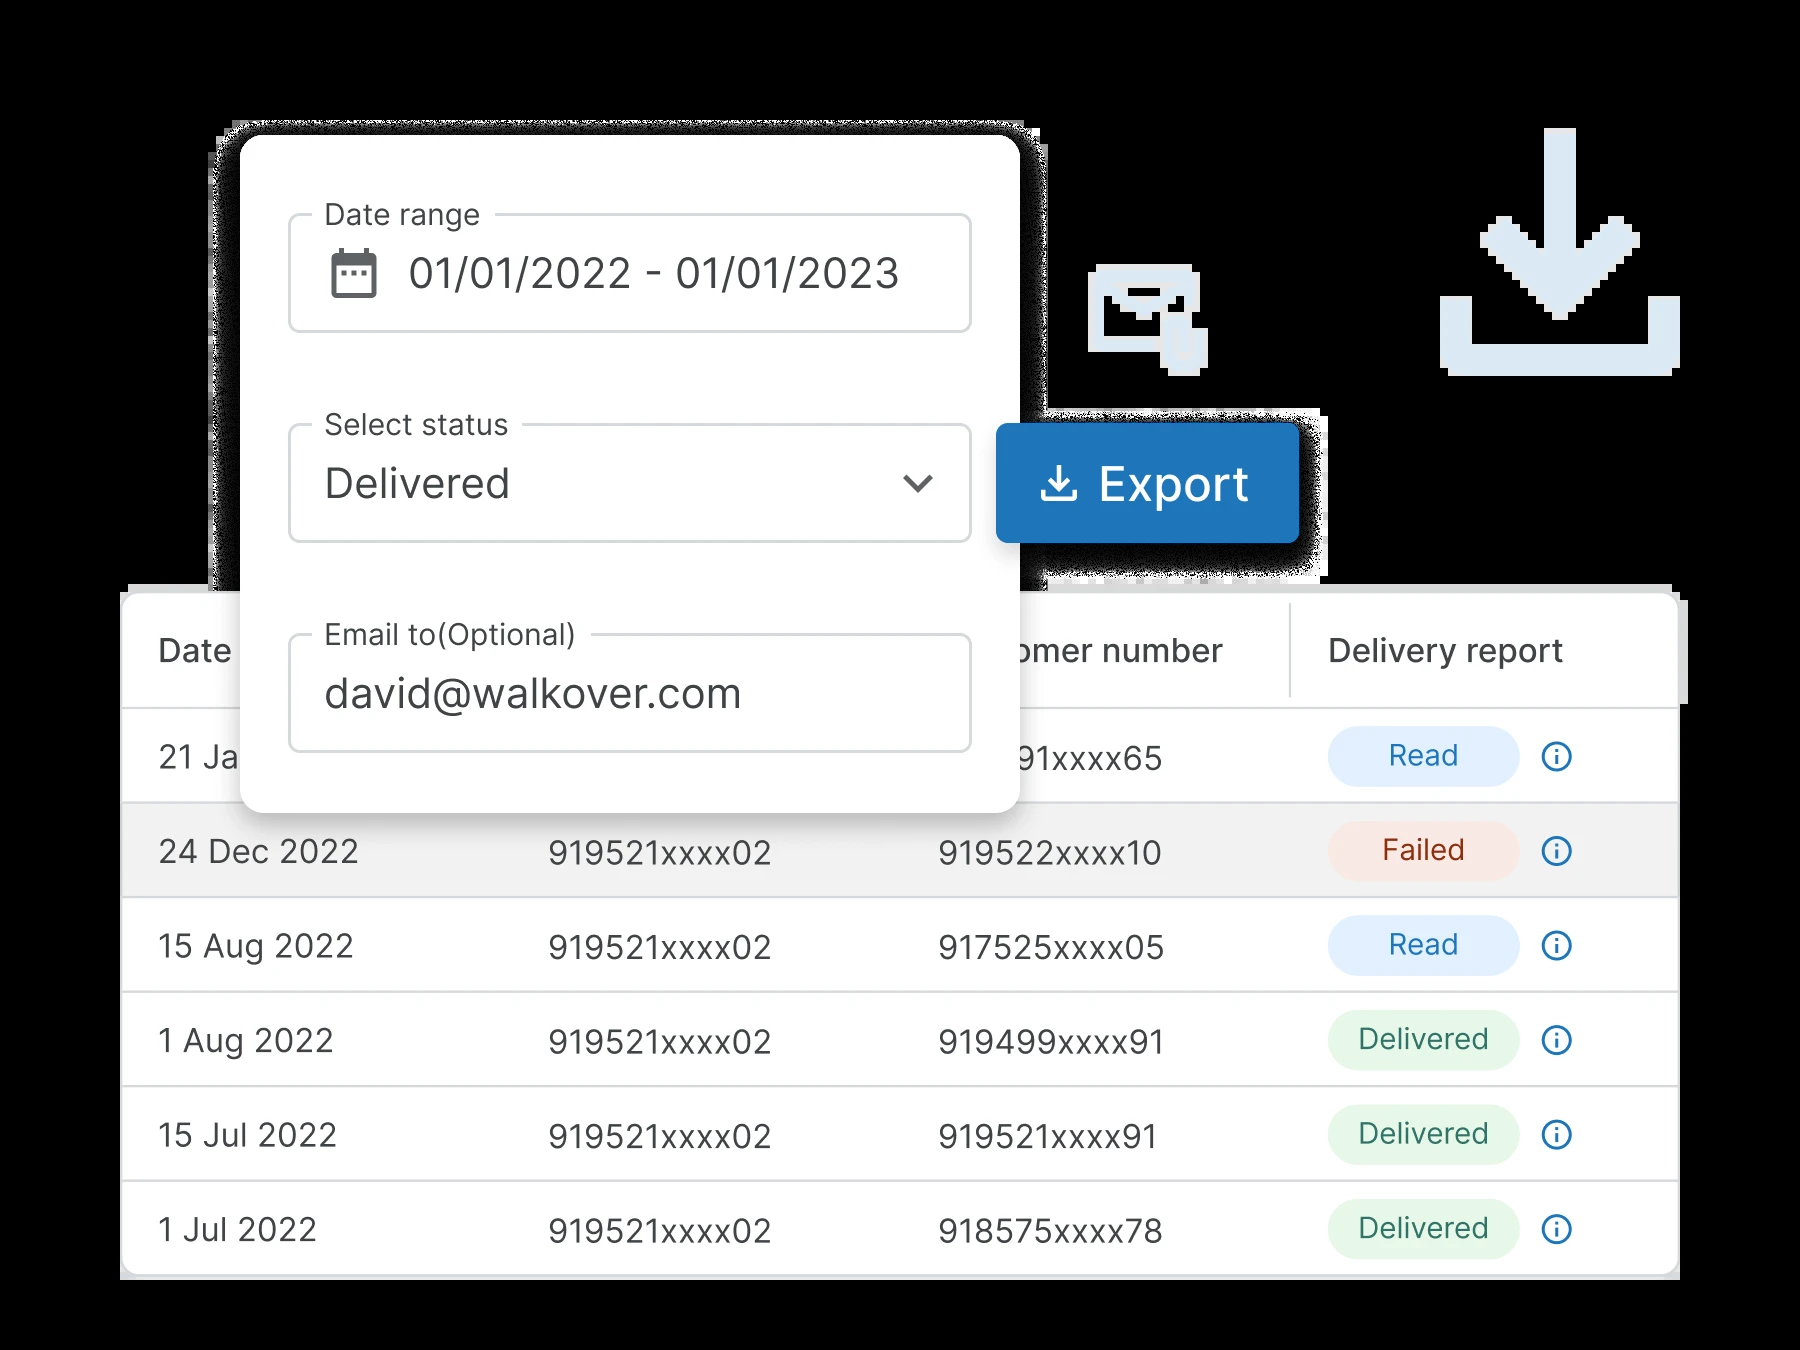 Date range
01/01/2022 - 01/01/2023
Select status
Delivered
Export
Email to(Optional)
david@walkover.com
Date omer number Delivery report
21 Ja 91xxxx65 Read
24 Dec 2022 919521xxxx02 919522xxxx10 Failed
15 Aug 2022 919521xxxx02 917525xxxx05 Read
1 Aug 2022 919521xxxx02 919499xxxx91 Delivered
15 Jul 2022 919521xxxx02 919521xxxx91 Delivered
1 Jul 2022 919521xxxx02 918575xxxx78 Delivered